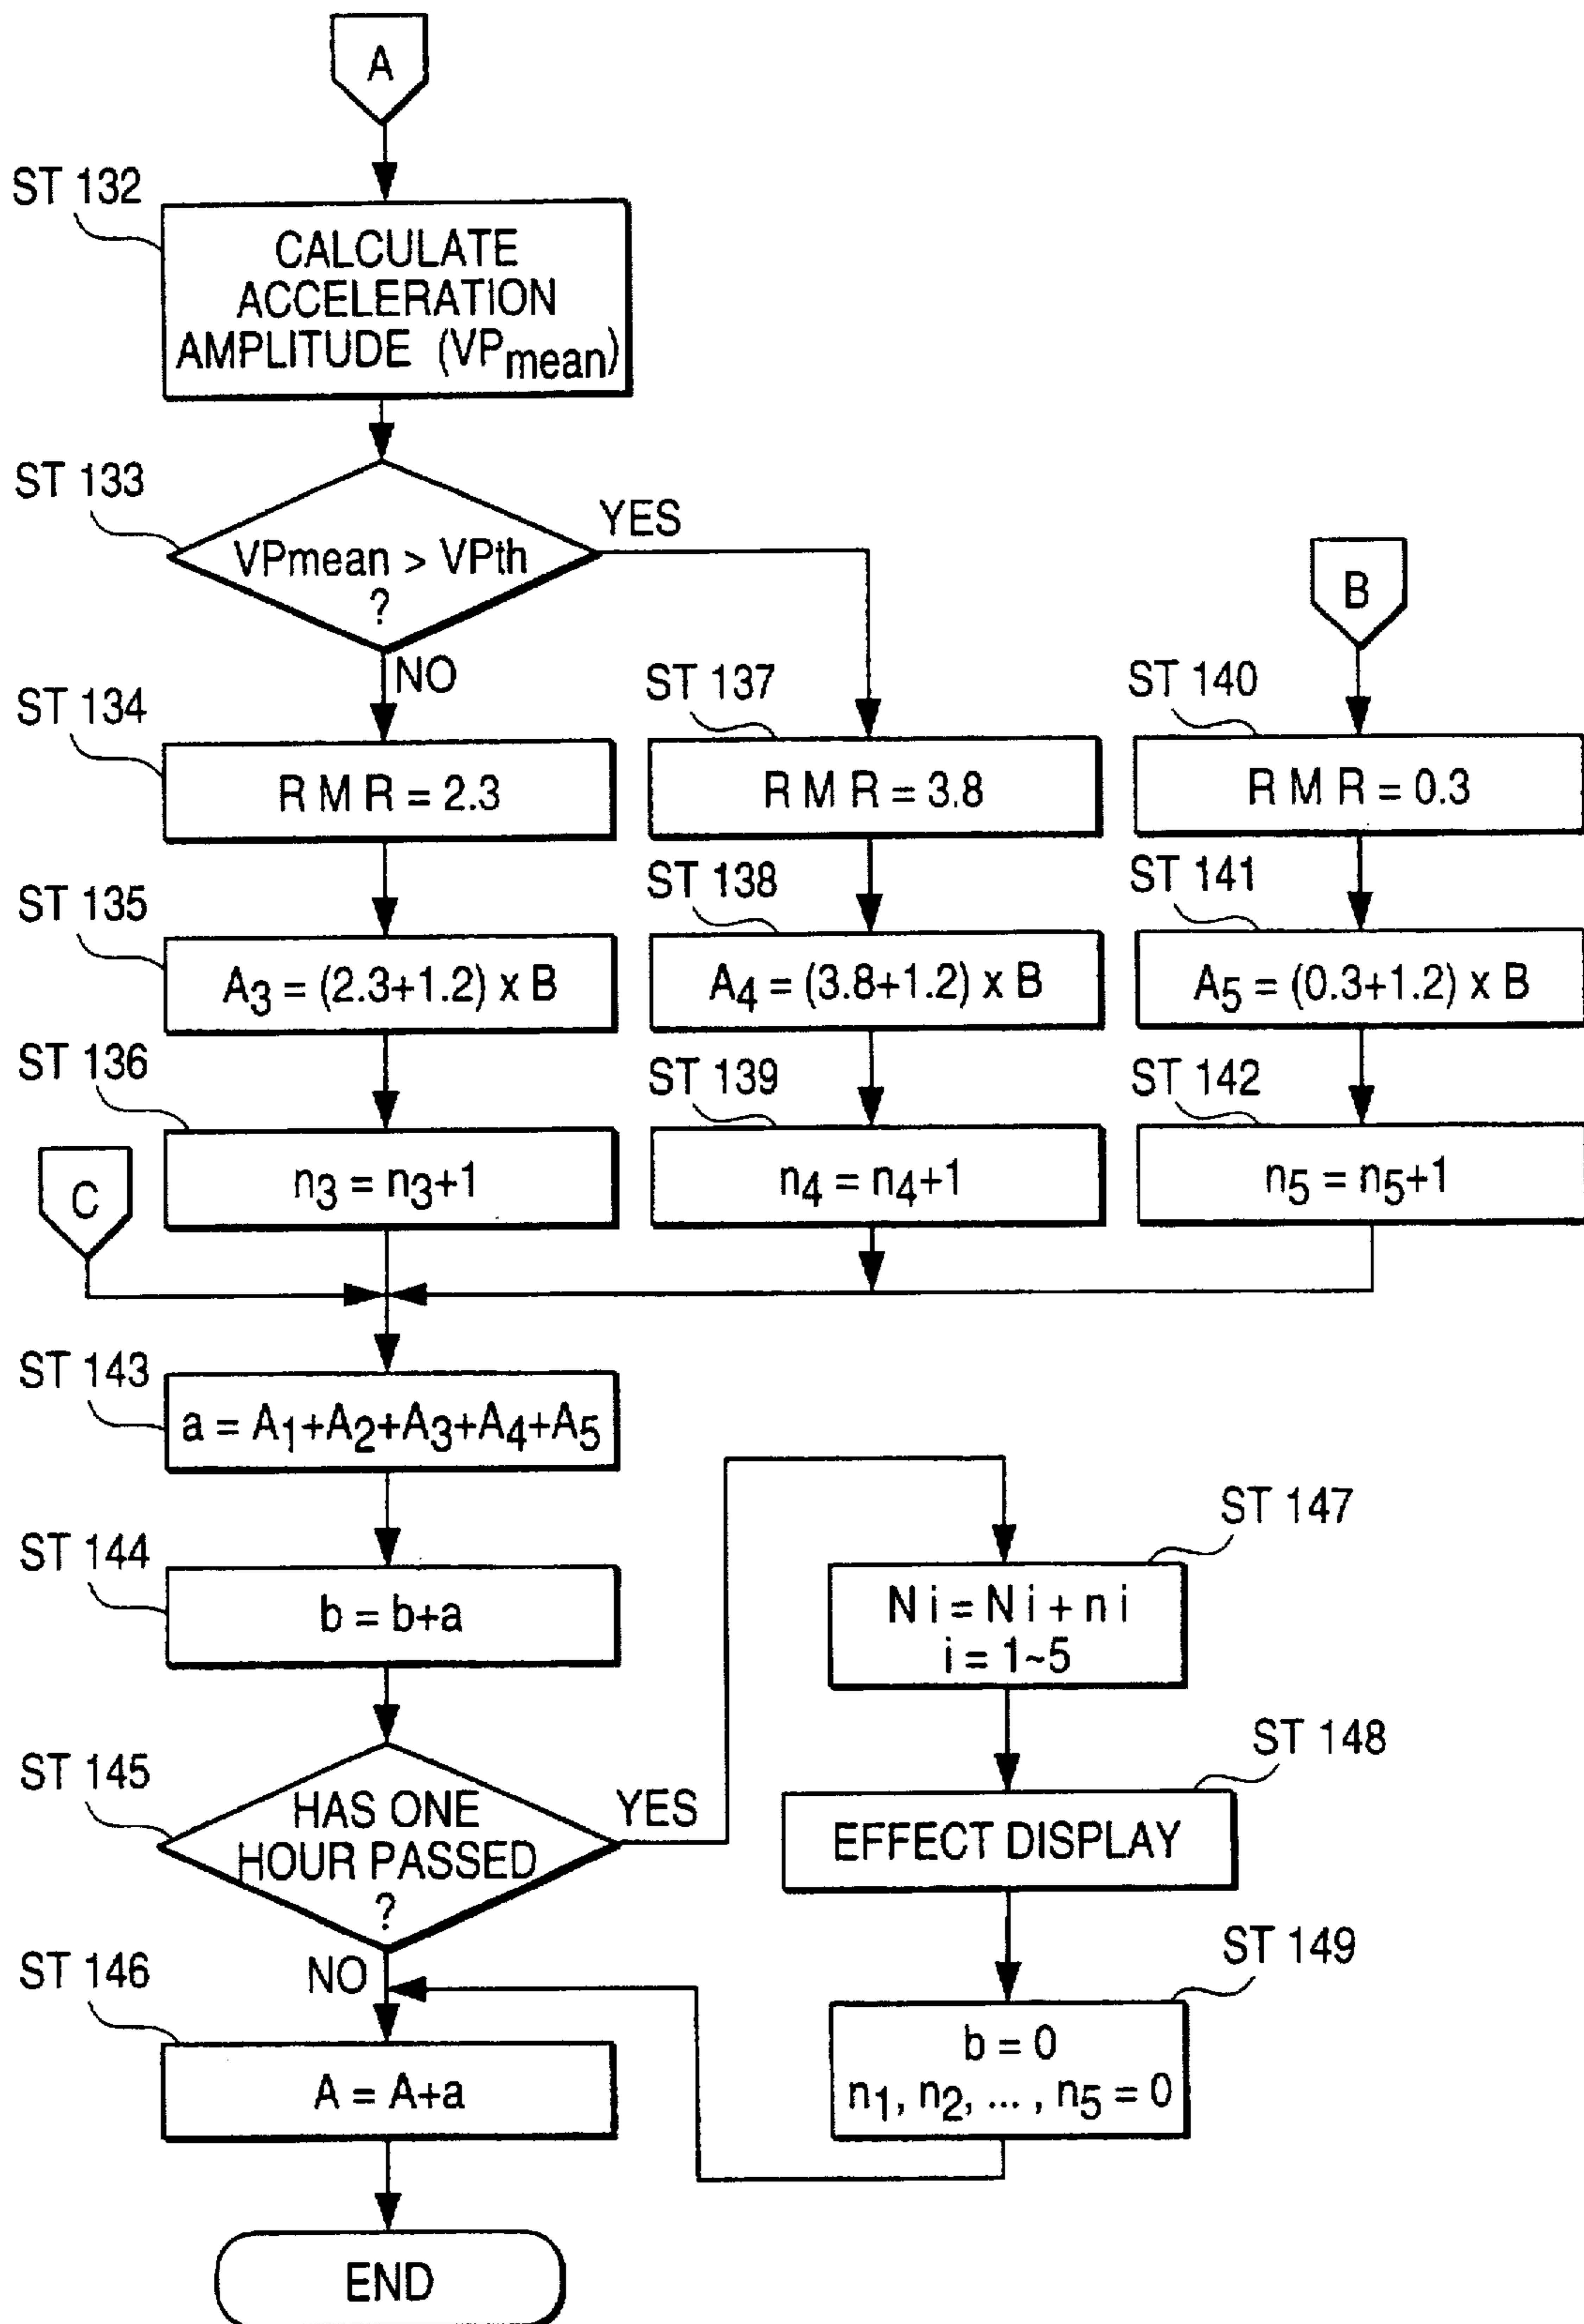 A
ST 132
CALCULATE
ACCELERATION
AMPLITUDE (VPmean)
ST 133
VPmean > VPth
?
YES
NO
B
ST 134
R M R = 2.3
ST 137
R M R = 3.8
ST 140
R M R = 0.3
ST 135
A3 = (2.3+1.2) x B
ST 138
A4 = (3.8+1.2) x B
ST 141
A5 = (0.3+1.2) x B
ST 136
n3 = n3+1
ST 139
n4 = n4+1
ST 142
n5 = n5+1
C
ST 143
a = A1+A2+A3+A4+A5
ST 144
b = b+a
ST 145
HAS ONE
HOUR PASSED
?
YES
NO
ST 147
N i = N i + n i
i = 1~5
ST 148
EFFECT DISPLAY
ST 149
b = 0
n1, n2, ... , n5 = 0
ST 146
A = A+a
END